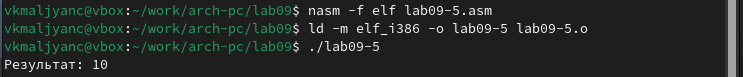 vkmaljyanc@vbox:~/work/arch-pc/lab09$ nasm -f elf lab09-5.asm
vkmaljyanc@vbox:~/work/arch-pc/lab09$ ld -m elf_i386 -o lab09-5 lab09-5.o
vkmaljyanc@vbox:~/work/arch-pc/lab09$ ./lab09-5
Результат: 10